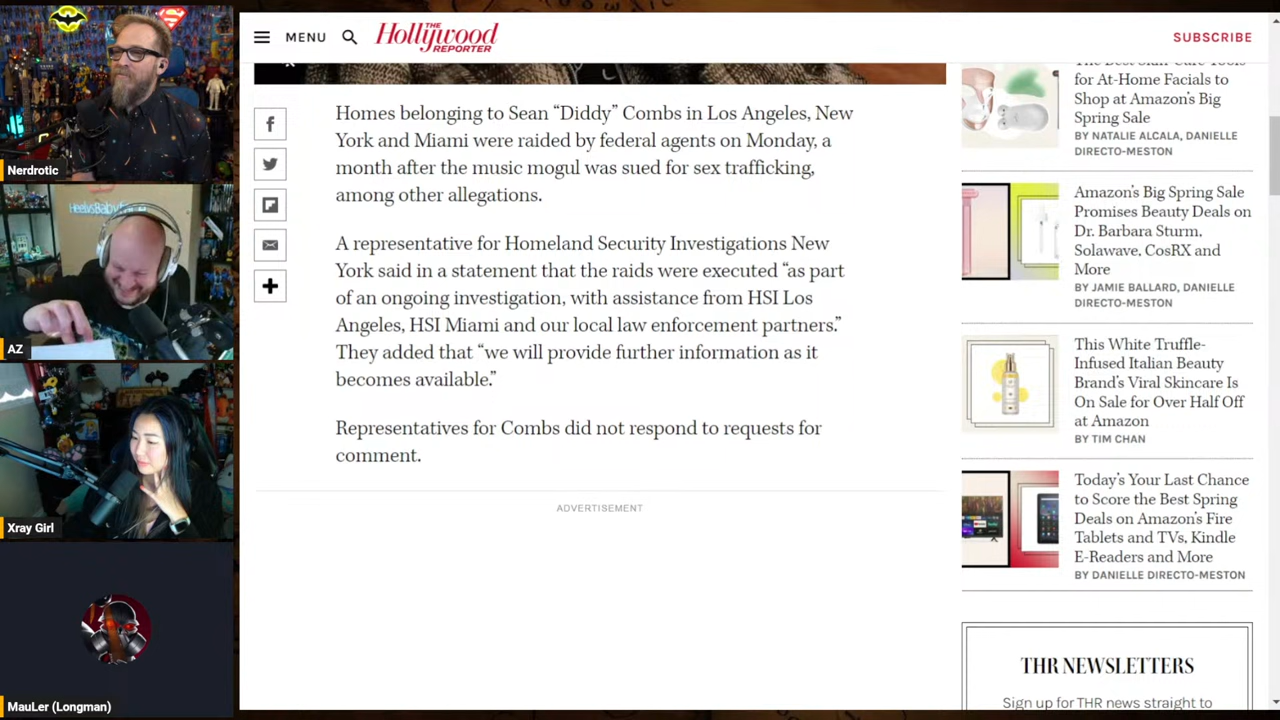 Nerdrotic
AZ
Xray Girl
MauLer (Longman)
MENU
THE
Hollywood
REPORTER
SUBSCRIBE
Homes belonging to Sean “Diddy” Combs in Los Angeles, New
York and Miami were raided by federal agents on Monday, a
month after the music mogul was sued for sex trafficking,
among other allegations.
A representative for Homeland Security Investigations New
York said in a statement that the raids were executed “as part
of an ongoing investigation, with assistance from HSI Los
Angeles, HSI Miami and our local law enforcement partners.”
They added that “we will provide further information as it
becomes available.”
Representatives for Combs did not respond to requests for
comment.
ADVERTISEMENT
The Best Skin-Care Tools
for At-Home Facials to
Shop at Amazon’s Big
Spring Sale
BY NATALIE ALCALA, DANIELLE
DIRECTO-MESTON
Amazon’s Big Spring Sale
Promises Beauty Deals on
Dr. Barbara Sturm,
Solawave, CosRX and
More
BY JAMIE BALLARD, DANIELLE
DIRECTO-MESTON
This White Truffle-
Infused Italian Beauty
Brand’s Viral Skincare Is
On Sale for Over Half Off
at Amazon
BY TIM CHAN
Today’s Your Last Chance
to Score the Best Spring
Deals on Amazon’s Fire
Tablets and TVs, Kindle
E-Readers and More
BY DANIELLE DIRECTO-MESTON
THR NEWSLETTERS
Sign up for THR news straight to